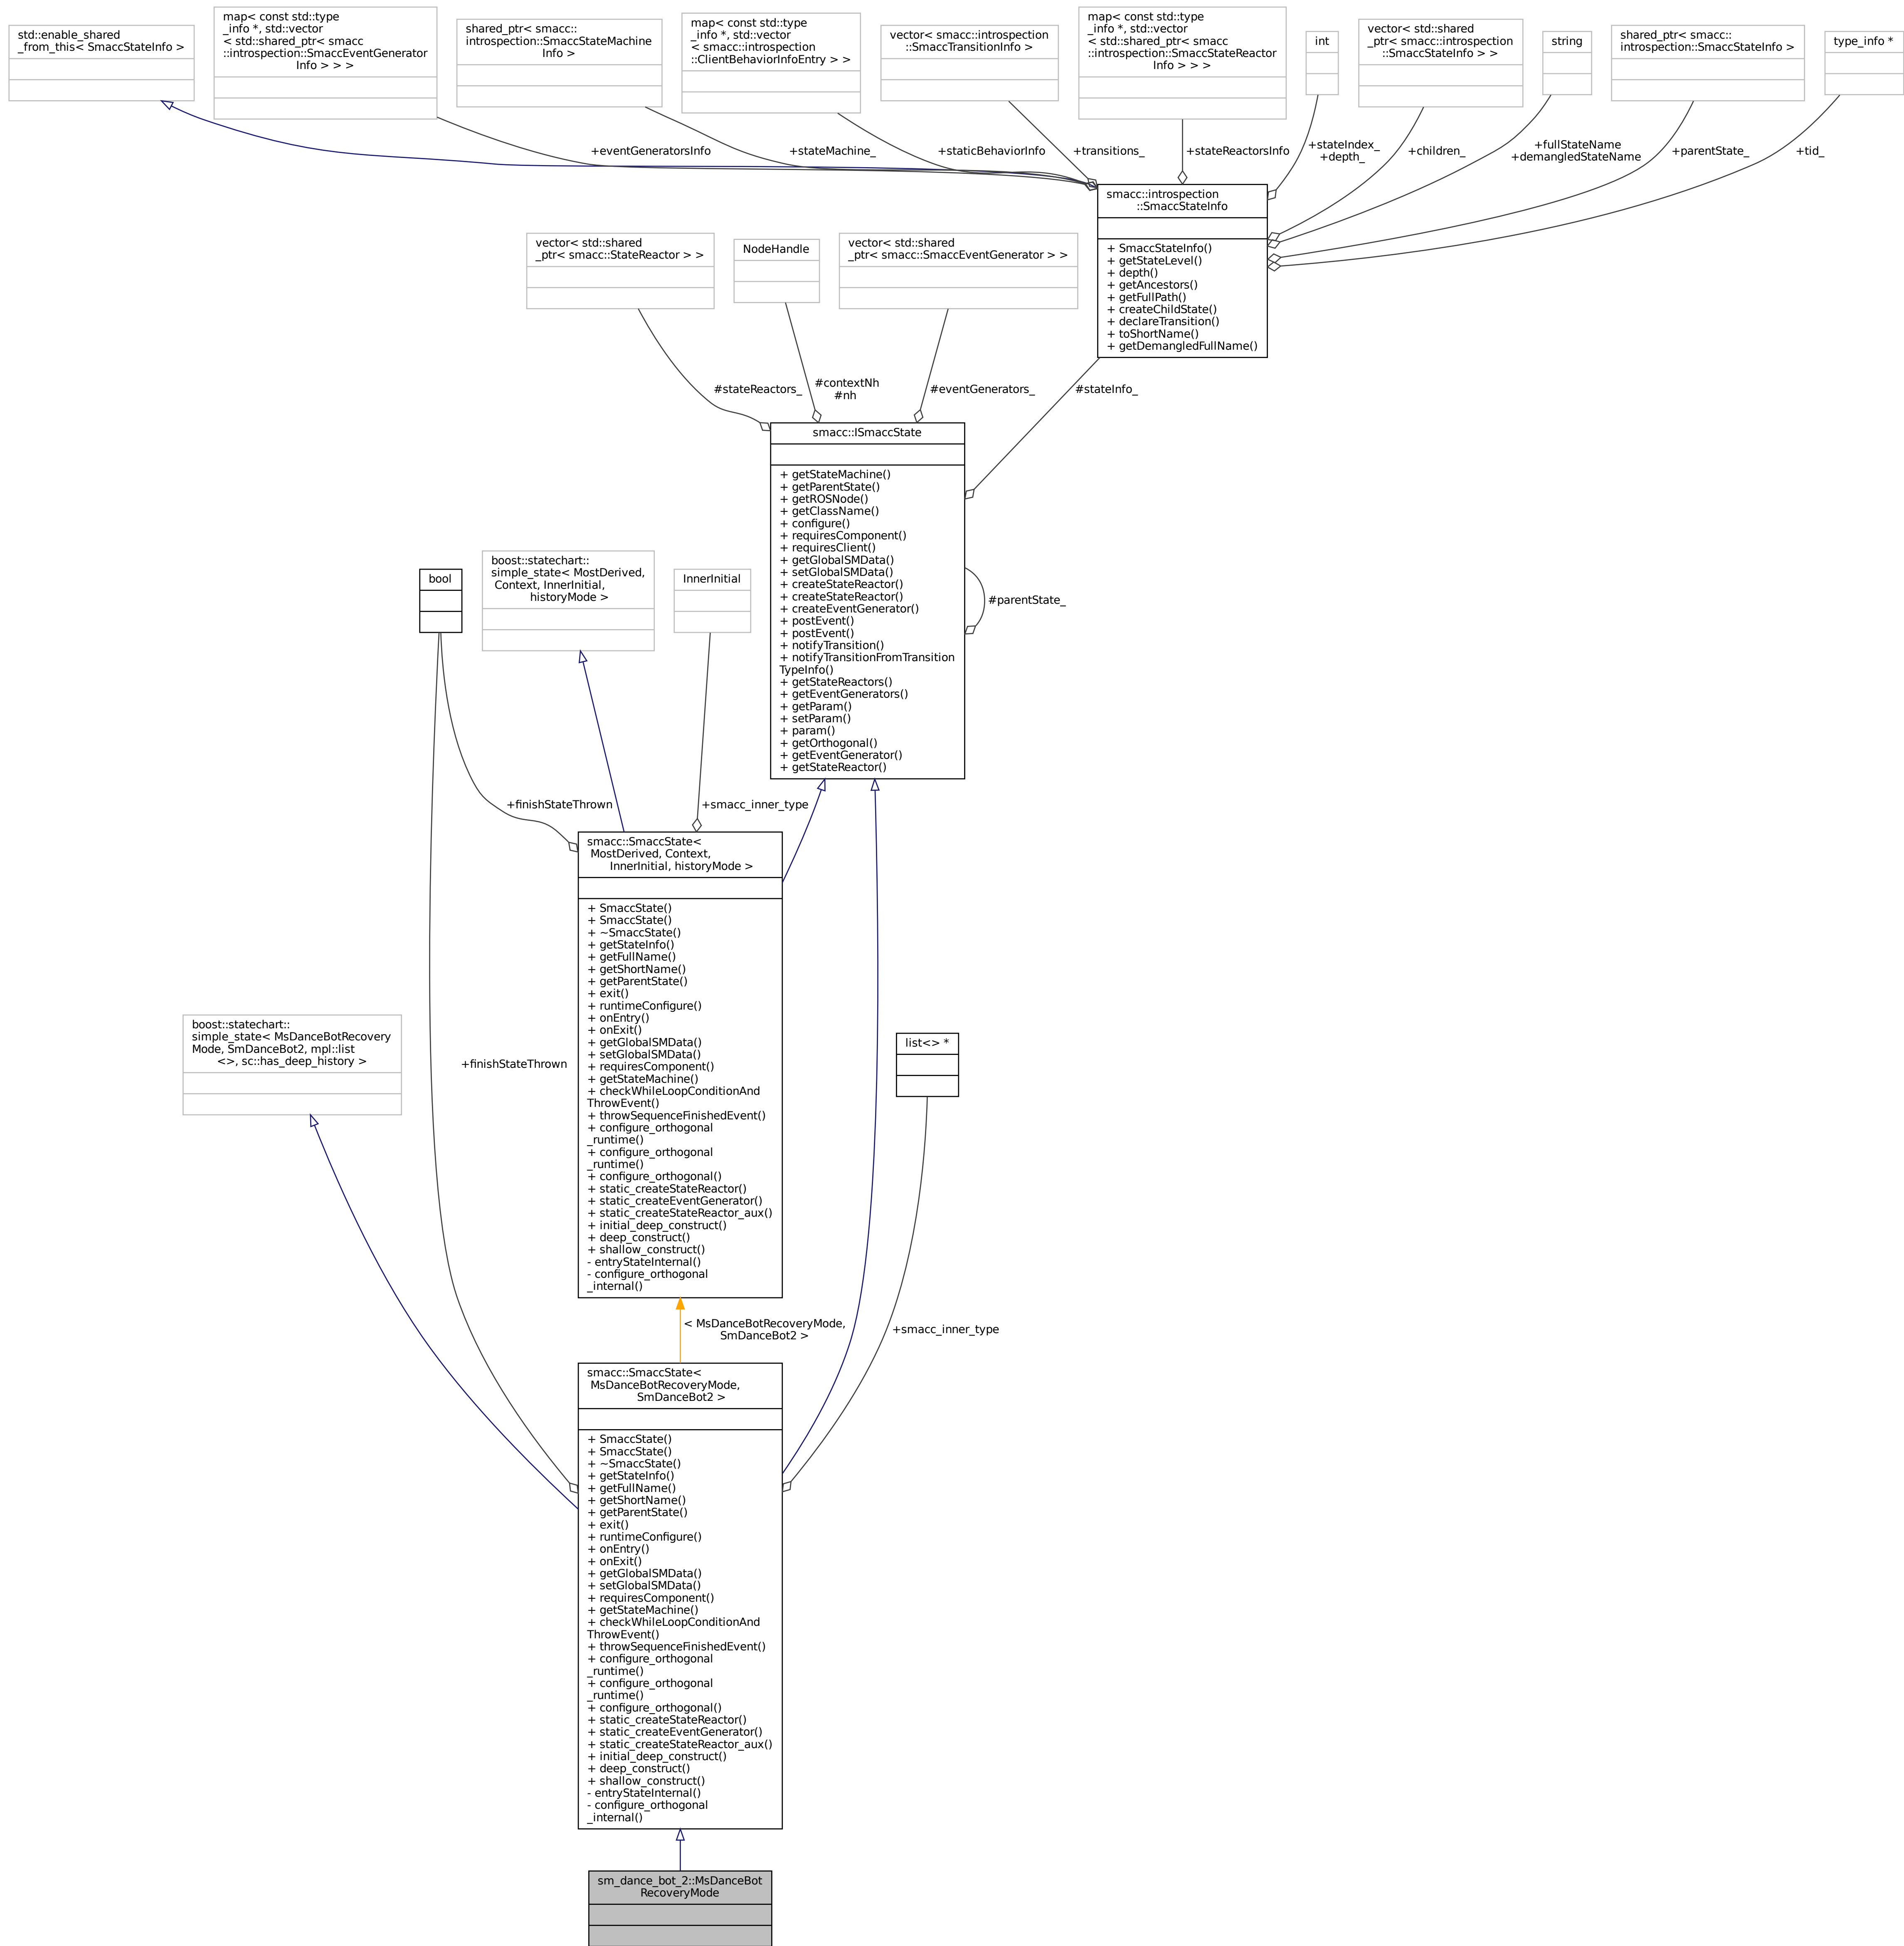 std::enable_shared
_from_this< SmaccStateInfo >
map< const std::type
_info *, std::vector
< std::shared_ptr< smacc
::introspection::SmaccEventGenerator
Info > > >
shared_ptr< smacc::
introspection::SmaccStateMachine
Info >
map< const std::type
_info *, std::vector
< smacc::introspection
::ClientBehaviorInfoEntry > >
vector< smacc::introspection
::SmaccTransitionInfo >
map< const std::type
_info *, std::vector
< std::shared_ptr< smacc
::introspection::SmaccStateReactor
Info > > >
int
vector< std::shared
_ptr< smacc::introspection
::SmaccStateInfo > >
string
shared_ptr< smacc::
introspection::SmaccStateInfo >
type_info *
+eventGeneratorsInfo
+stateMachine_
+staticBehaviorInfo
+transitions_
+stateReactorsInfo
+stateIndex_
+depth_
+children_
+fullStateName
+demangledStateName
+parentState_
+tid_
smacc::introspection
::SmaccStateInfo
+ SmaccStateInfo()
+ getStateLevel()
+ depth()
+ getAncestors()
+ getFullPath()
+ createChildState()
+ declareTransition()
+ toShortName()
+ getDemangledFullName()
vector< std::shared
_ptr< smacc::StateReactor > >
NodeHandle
vector< std::shared
_ptr< smacc::SmaccEventGenerator > >
#stateReactors_
#contextNh
#nh
#eventGenerators_
#stateInfo_
smacc::ISmaccState
+ getStateMachine()
+ getParentState()
+ getROSNode()
+ getClassName()
+ configure()
+ requiresComponent()
+ requiresClient()
+ getGlobalSMData()
+ setGlobalSMData()
+ createStateReactor()
+ createStateReactor()
+ createEventGenerator()
+ postEvent()
+ postEvent()
+ notifyTransition()
+ notifyTransitionFromTransition
TypeInfo()
+ getStateReactors()
+ getEventGenerators()
+ getParam()
+ setParam()
+ param()
+ getOrthogonal()
+ getEventGenerator()
+ getStateReactor()
#parentState_
bool
boost::statechart::
simple_state< MostDerived,
Context, InnerInitial,
historyMode >
InnerInitial
+finishStateThrown
+smacc_inner_type
smacc::SmaccState<
MostDerived, Context,
InnerInitial, historyMode >
+ SmaccState()
+ SmaccState()
+ ~SmaccState()
+ getStateInfo()
+ getFullName()
+ getShortName()
+ getParentState()
+ exit()
+ runtimeConfigure()
+ onEntry()
+ onExit()
+ getGlobalSMData()
+ setGlobalSMData()
+ requiresComponent()
+ getStateMachine()
+ checkWhileLoopConditionAnd
ThrowEvent()
+ throwSequenceFinishedEvent()
+ configure_orthogonal
_runtime()
+ configure_orthogonal
_runtime()
+ configure_orthogonal()
+ static_createStateReactor()
+ static_createEventGenerator()
+ static_createStateReactor_aux()
+ initial_deep_construct()
+ deep_construct()
+ shallow_construct()
- entryStateInternal()
- configure_orthogonal
_internal()
boost::statechart::
simple_state< MsDanceBotRecovery
Mode, SmDanceBot2, mpl::list
<>, sc::has_deep_history >
+finishStateThrown
list<> *
< MsDanceBotRecoveryMode,
SmDanceBot2 >
+smacc_inner_type
smacc::SmaccState<
MsDanceBotRecoveryMode,
SmDanceBot2 >
+ SmaccState()
+ SmaccState()
+ ~SmaccState()
+ getStateInfo()
+ getFullName()
+ getShortName()
+ getParentState()
+ exit()
+ runtimeConfigure()
+ onEntry()
+ onExit()
+ getGlobalSMData()
+ setGlobalSMData()
+ requiresComponent()
+ getStateMachine()
+ checkWhileLoopConditionAnd
ThrowEvent()
+ throwSequenceFinishedEvent()
+ configure_orthogonal
_runtime()
+ configure_orthogonal
_runtime()
+ configure_orthogonal()
+ static_createStateReactor()
+ static_createEventGenerator()
+ static_createStateReactor_aux()
+ initial_deep_construct()
+ deep_construct()
+ shallow_construct()
- entryStateInternal()
- configure_orthogonal
_internal()
sm_dance_bot_2::MsDanceBot
RecoveryMode